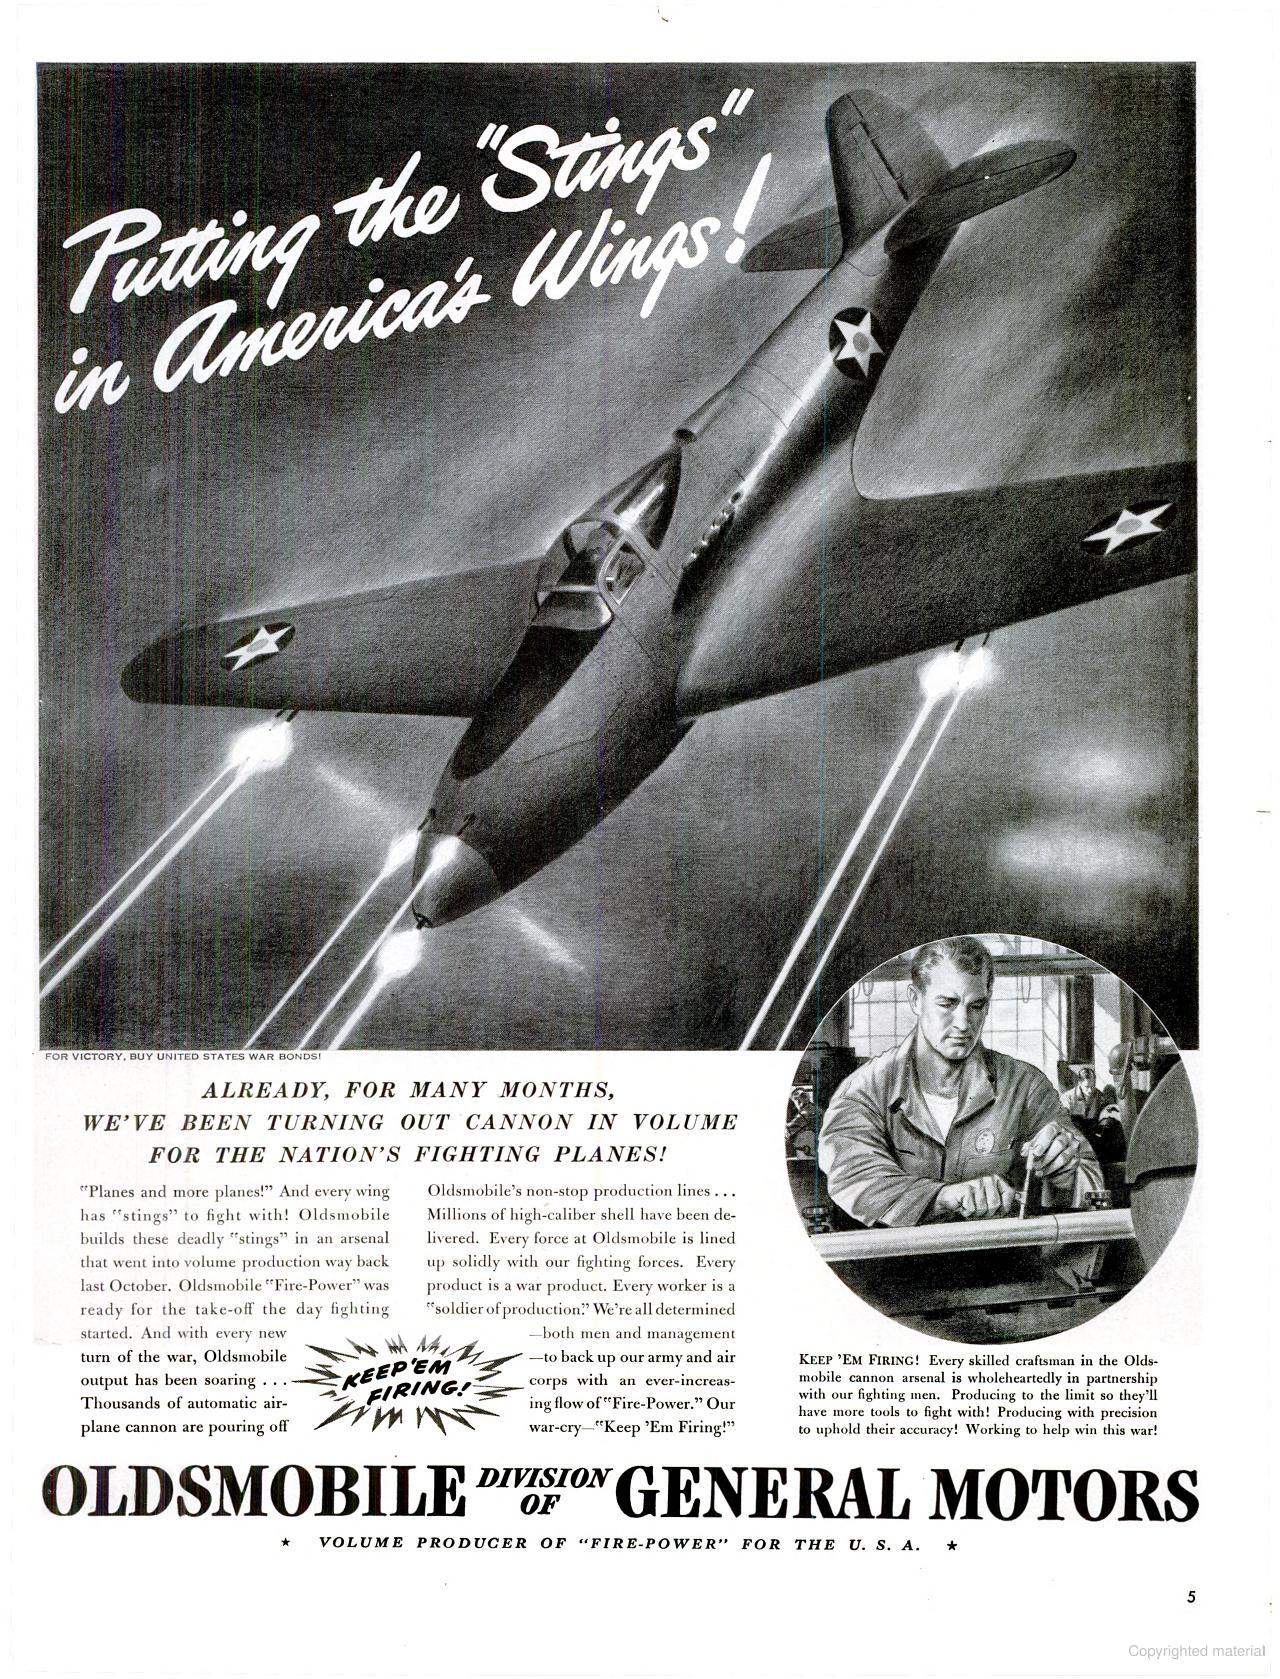 Putting the "Stings"
in America's Wings!
FOR VICTORY, BUY UNITED STATES WAR BONDS!
ALREADY, FOR MANY MONTHS,
WE'VE BEEN TURNING OUT CANNON IN VOLUME
FOR THE NATION'S FIGHTING PLANES!
"Planes and more planes!" And every wing
has "stings" to fight with! Oldsmobile
builds these deadly "stings" in an arsenal
that went into volume production way back
last October. Oldsmobile "Fire-Power" was
ready for the take-off the day fighting
started. And with every new
turn of the war, Oldsmobile
output has been soaring . . .
Thousands of automatic air-
plane cannon are pouring off
KEEP 'EM
FIRING!
Oldsmobile's non-stop production lines . . .
Millions of high-caliber shell have been de-
livered. Every force at Oldsmobile is lined
up solidly with our fighting forces. Every
product is a war product. Every worker is a
"soldier of production." We're all determined
—both men and management
—to back up our army and air
corps with an ever-increas-
ing flow of "Fire-Power." Our
war-cry—"Keep 'Em Firing!"
KEEP 'EM FIRING! Every skilled craftsman in the Olds-
mobile cannon arsenal is wholeheartedly in partnership
with our fighting men. Producing to the limit so they'll
have more tools to fight with! Producing with precision
to uphold their accuracy! Working to help win this war!
OLDSMOBILE DIVISION OF GENERAL MOTORS
★ VOLUME PRODUCER OF "FIRE-POWER" FOR THE U. S. A. ★
5
Copyrighted material